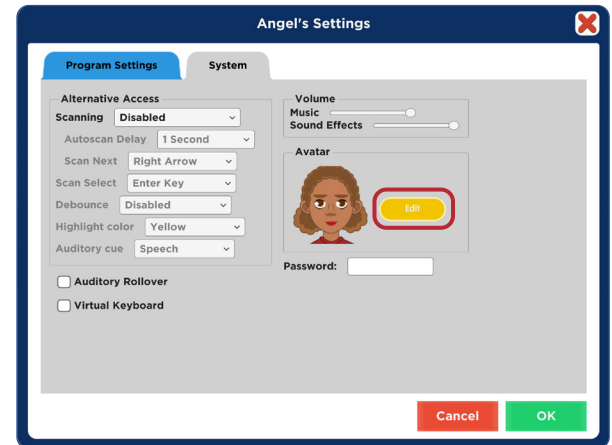 Angel's Settings
Program Settings
System
Alternative Access
Scanning Disabled
Autoscan Delay 1 Second
Scan Next Right Arrow
Scan Select Enter Key
Debounce Disabled
Highlight color Yellow
Auditory cue Speech
Auditory Rollover
Virtual Keyboard
Volume
Music
Sound Effects
Avatar
Edit
Password:
Cancel
OK